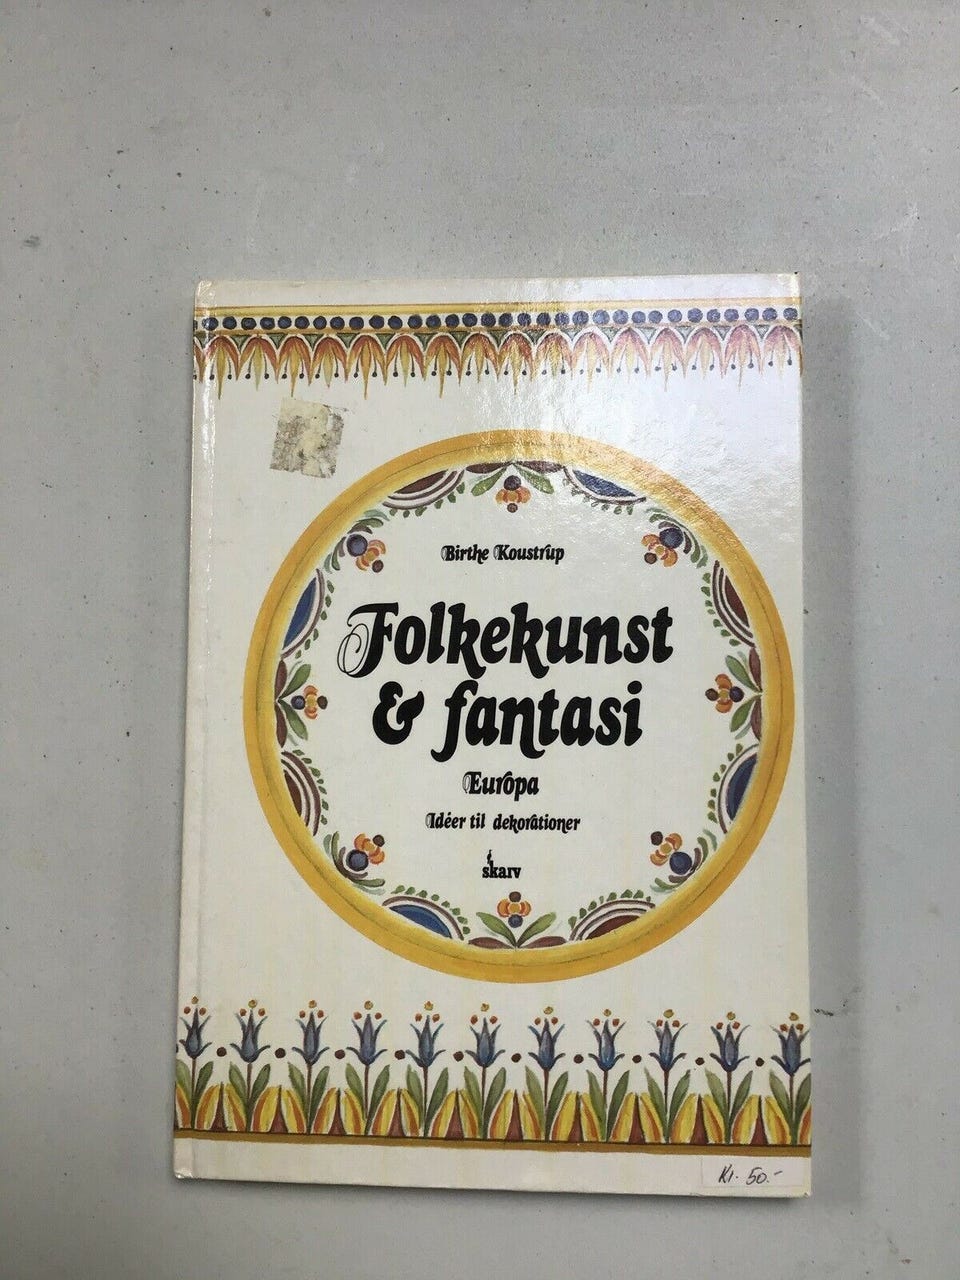 Birthe Koustrup
Folkekunst
& fantasi
Europa
Idéer til dekorationer
skarv
Kr. 50.-